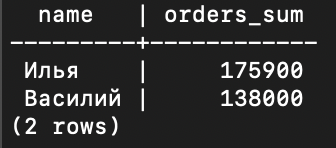 name | orders_sum
---------+------------
Илья | 175900
Василий | 138000
(2 rows)